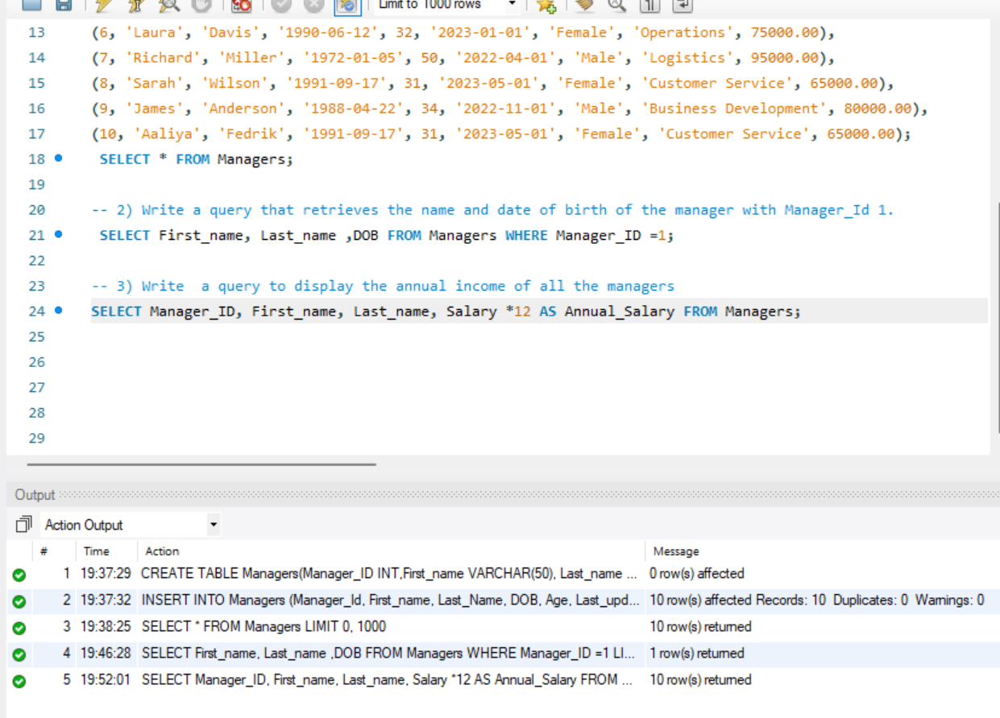 Limit to 1000 rows
13 (6, 'Laura', 'Davis', '1990-06-12', 32, '2023-01-01', 'Female', 'Operations', 75000.00),
14 (7, 'Richard', 'Miller', '1972-01-05', 50, '2022-04-01', 'Male', 'Logistics', 95000.00),
15 (8, 'Sarah', 'Wilson', '1991-09-17', 31, '2023-05-01', 'Female', 'Customer Service', 65000.00),
16 (9, 'James', 'Anderson', '1988-04-22', 34, '2022-11-01', 'Male', 'Business Development', 80000.00),
17 (10, 'Aaliya', 'Fedrik', '1991-09-17', 31, '2023-05-01', 'Female', 'Customer Service', 65000.00);
18 SELECT * FROM Managers;
19
20 -- 2) Write a query that retrieves the name and date of birth of the manager with Manager_Id 1.
21 SELECT First_name, Last_name ,DOB FROM Managers WHERE Manager_ID =1;
22
23 -- 3) Write  a query to display the annual income of all the managers
24 SELECT Manager_ID, First_name, Last_name, Salary *12 AS Annual_Salary FROM Managers;
25
26
27
28
29
Output
Action Output
# Time Action Message
1 19:37:29 CREATE TABLE Managers(Manager_ID INT,First_name VARCHAR(50), Last_name ... 0 row(s) affected
2 19:37:32 INSERT INTO Managers (Manager_Id, First_name, Last_Name, DOB, Age, Last_upd... 10 row(s) affected Records: 10 Duplicates: 0 Warnings: 0
3 19:38:25 SELECT * FROM Managers LIMIT 0, 1000 10 row(s) returned
4 19:46:28 SELECT First_name, Last_name ,DOB FROM Managers WHERE Manager_ID =1 LI... 1 row(s) returned
5 19:52:01 SELECT Manager_ID, First_name, Last_name, Salary *12 AS Annual_Salary FROM ... 10 row(s) returned